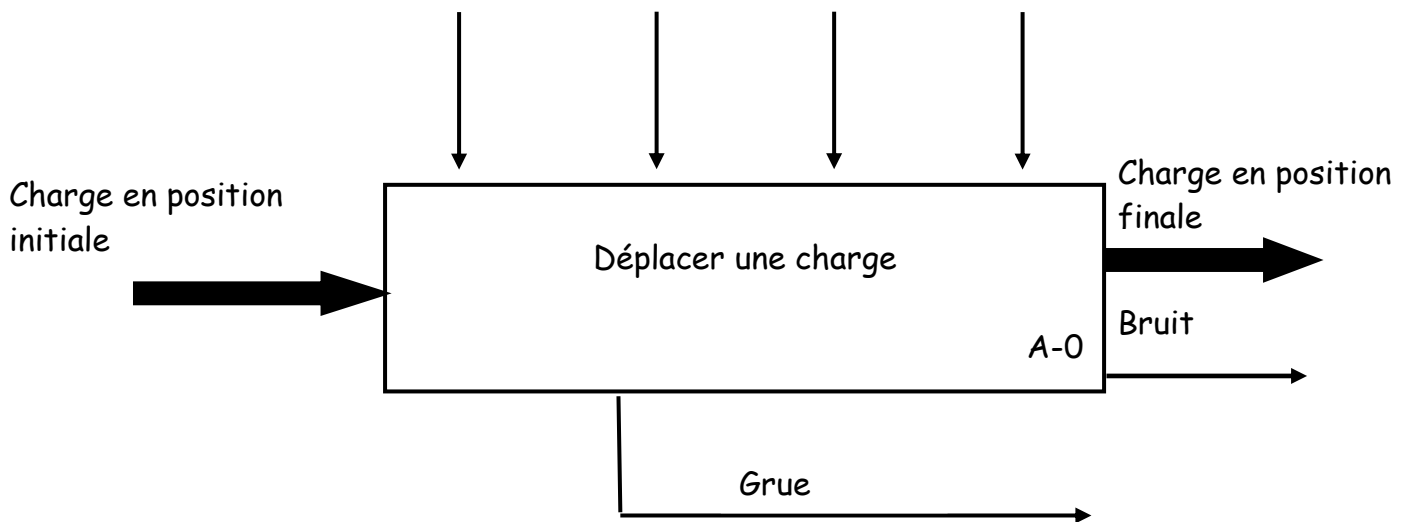 Charge en position
initiale
Déplacer une charge
A-0
Charge en position
finale
Bruit
Grue